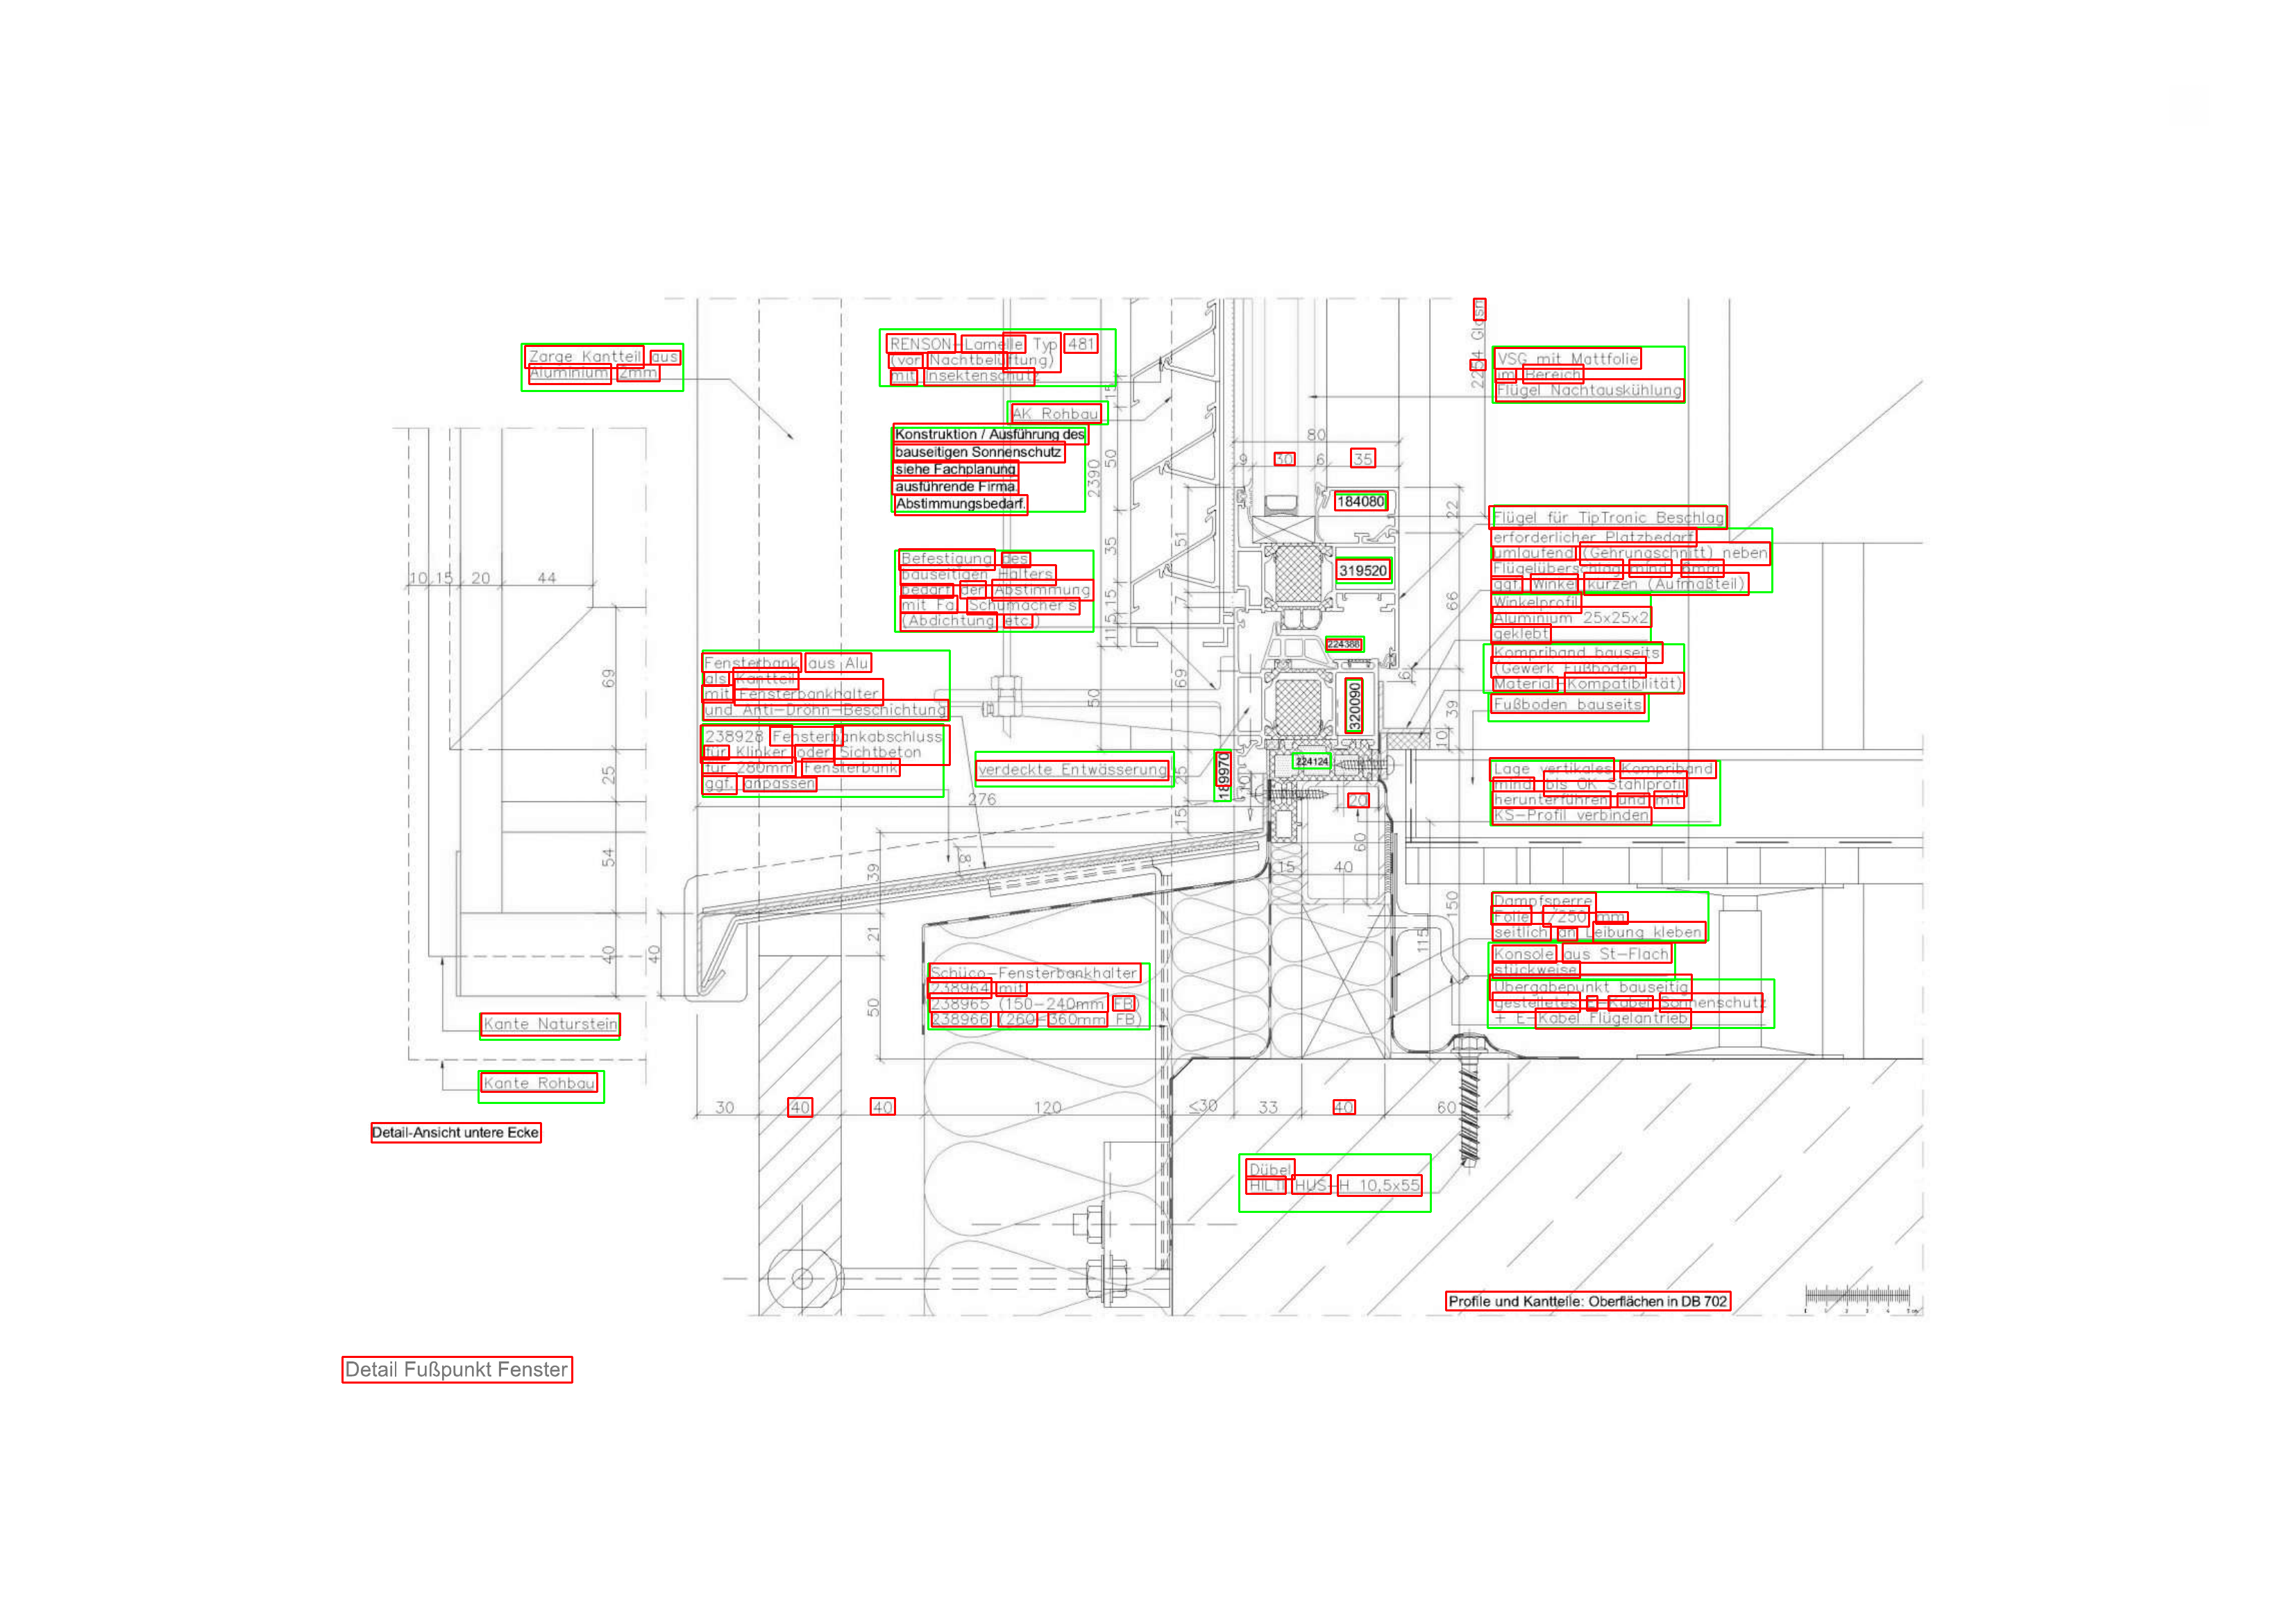 Zarge Kantteil aus
Aluminium 2mm
RENSON-Lamelle Typ 481
(vor Nachtbelüftung)
mit Insektenschutz
AK Rohbau
Konstruktion / Ausführung des
bauseitigen Sonnenschutz
siehe Fachplanung
ausführende Firma.
Abstimmungsbedarf.
Befestigung des
bauseitigen Halters
bedarf der Abstimmung
mit Fa. Schumacher's
(Abdichtung etc.)
Fensterbank aus Alu
als Kantteil
mit Fensterbankhalter
und Anti-Dröhn-Beschichtung
238928 Fensterbankabschluss
für Klinker oder Sichtbeton
für 280mm Fensterbank
ggf. anpassen
verdeckte Entwässerung
VSG mit Mattfolie
im Bereich
Flügel Nachtauskühlung
Flügel für TipTronic Beschlag
erforderlicher Platzbedarf
umlaufend (Gehrungschnitt) neben
Flügelüberschlag mind. 8mm
ggf. Winkel kürzen (Aufmaßteil)
Winkelprofil
Aluminium 25x25x2
geklebt
Kompriband bauseits
(Gewerk Fußboden
Material-Kompatibilität)
Fußboden bauseits
Lage vertikales Kompriband
mind. bis OK Stahlprofil
herunterführen und mit
KS-Profil verbinden
Dampfsperre
Folie /250 mm
seitlich an Leibung kleben
Konsole aus St-Flach
stückweise
Übergabepunkt bauseitig
gestelltes E-Kabel Sonnenschutz
+ E-Kabel Flügelantrieb
Schüco-Fensterbankhalter
238964 mit
238965 (150-240mm FB
238966 (260-360mm FB)
Dübel
HILTI HUS-H 10,5x55
184080
319520
224388
320090
224124
189970
80
9 30 6 35
2390
50
35
15
22
66
39
10
6
51
7
69
50
25
15
276
8°
39
21
50
20
60
15 40
150
115
10 15 20 44
69
25
54
40
40
30 40 40 120 ≤30 33 40 60
Kante Naturstein
Kante Rohbau
Detail-Ansicht untere Ecke
Profile und Kantteile: Oberflächen in DB 702
Detail Fußpunkt Fenster